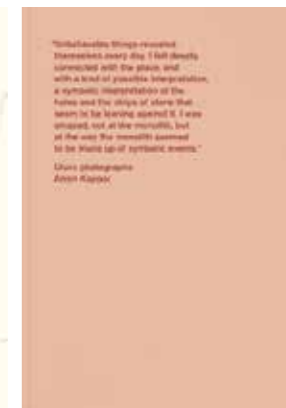 "Unbelievable things revealed
themselves every day. I felt deeply
connected with the place, and
with a kind of possible interpretation,
a symbolic interpretation of the
holes and the strips of stone that
seem to be leaning against it. I was
amazed, not at the monolith, but
at the way the monolith seemed
to be made up of symbolic events."
Uluru photographs
Anish Kapoor